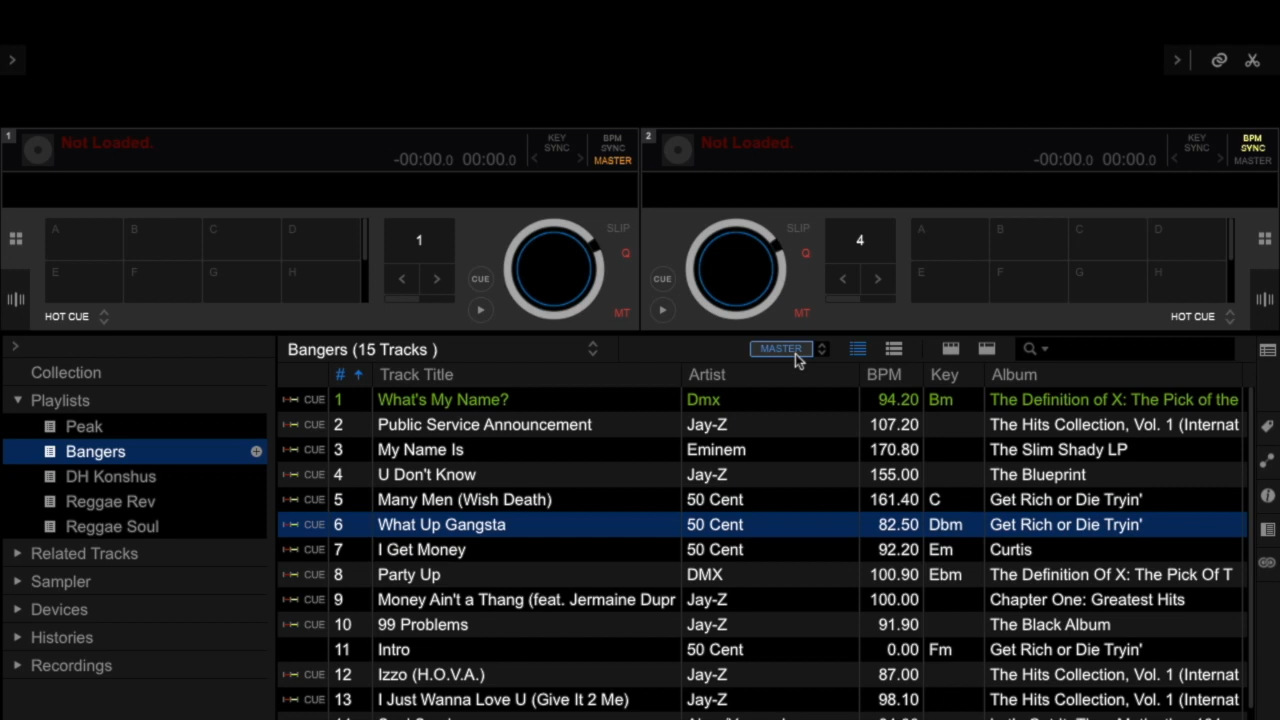 1 Not Loaded. KEY SYNC BPM SYNC MASTER
-00:00.0 00:00.0
2 Not Loaded. KEY SYNC BPM SYNC MASTER
-00:00.0 00:00.0
A B C D
E F G H
HOT CUE
1
CUE
SLIP
Q
MT
SLIP
Q
MT
CUE
4
A B C D
E F G H
HOT CUE
Collection
Playlists
Peak
Bangers
DH Konshus
Reggae Rev
Reggae Soul
Related Tracks
Sampler
Devices
Histories
Recordings
Bangers (15 Tracks ) MASTER
# Track Title Artist BPM Key Album
CUE 1 What's My Name? Dmx 94.20 Bm The Definition of X: The Pick of the
CUE 2 Public Service Announcement Jay-Z 107.20 The Hits Collection, Vol. 1 (Internat
CUE 3 My Name Is Eminem 170.80 The Slim Shady LP
CUE 4 U Don't Know Jay-Z 155.00 The Blueprint
CUE 5 Many Men (Wish Death) 50 Cent 161.40 C Get Rich or Die Tryin'
CUE 6 What Up Gangsta 50 Cent 82.50 Dbm Get Rich or Die Tryin'
CUE 7 I Get Money 50 Cent 92.20 Em Curtis
CUE 8 Party Up DMX 100.90 Ebm The Definition Of X: The Pick Of T
CUE 9 Money Ain't a Thang (feat. Jermaine Dupr Jay-Z 100.00 Chapter One: Greatest Hits
CUE 10 99 Problems Jay-Z 91.90 The Black Album
11 Intro 50 Cent 0.00 Fm Get Rich or Die Tryin'
CUE 12 Izzo (H.O.V.A.) Jay-Z 87.00 The Hits Collection, Vol. 1 (Internat
CUE 13 I Just Wanna Love U (Give It 2 Me) Jay-Z 98.10 The Hits Collection, Vol. 1 (Internat